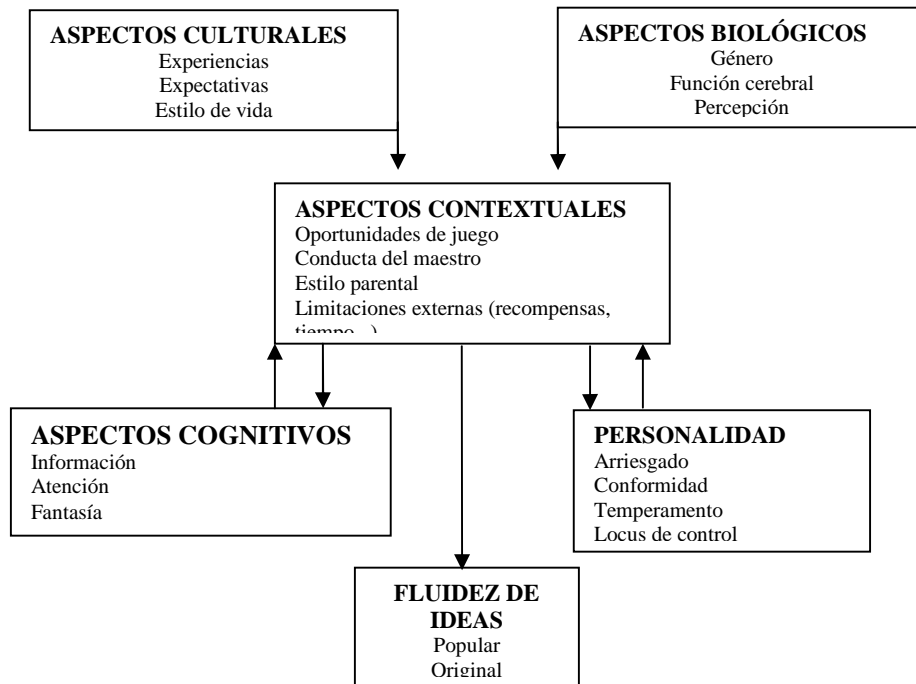 ASPECTOS CULTURALES
Experiencias
Expectativas
Estilo de vida
ASPECTOS BIOLÓGICOS
Género
Función cerebral
Percepción
ASPECTOS CONTEXTUALES
Oportunidades de juego
Conducta del maestro
Estilo parental
Limitaciones externas (recompensas,
tiempo...)
ASPECTOS COGNITIVOS
Información
Atención
Fantasía
PERSONALIDAD
Arriesgado
Conformidad
Temperamento
Locus de control
FLUIDEZ DE
IDEAS
Popular
Original